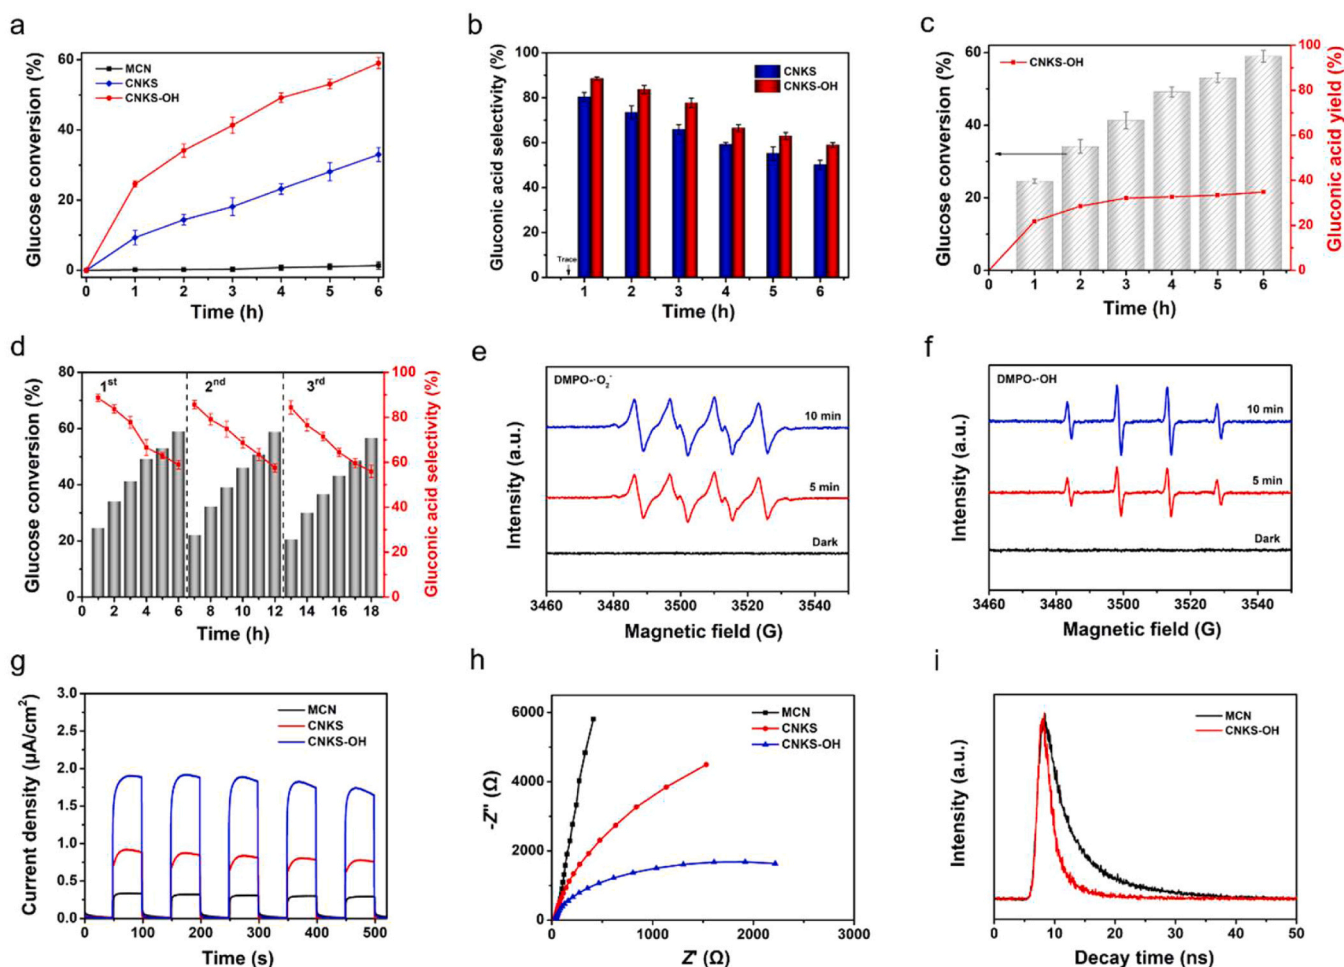 a
60
40
20
0
Glucose conversion (%)
MCN
CNKS
CNKS-OH
0 1 2 3 4 5 6
Time (h)
b
100
80
60
40
20
0
Gluconic acid selectivity (%)
CNKS
CNKS-OH
Trace
1 2 3 4 5 6
Time (h)
c
60
40
20
0
Glucose conversion (%)
CNKS-OH
100
90
80
70
60
50
40
30
20
10
0
Gluconic acid yield (%)
0 1 2 3 4 5 6
Time (h)
d
80
60
40
20
0
Glucose conversion (%)
1st 2nd 3rd
100
80
60
40
20
0
Gluconic acid selectivity (%)
0 2 4 6 8 10 12 14 16 18
Time (h)
e
DMPO-·O2-
10 min
5 min
Dark
Intensity (a.u.)
3460 3480 3510 3520 3540
Magnetic field (G)
f
DMPO-·OH
10 min
5 min
Dark
Intensity (a.u.)
3460 3480 3500 3520 3540
Magnetic field (G)
g
3.0
2.5
2.0
1.5
1.0
0.5
0.0
Current density (μA/cm2)
MCN
CNKS
CNKS-OH
0 100 200 300 400 500
Time (s)
h
6000
4000
2000
0
-Z'' (Ω)
MCN
CNKS
CNKS-OH
0 1000 2000 3000
Z' (Ω)
i
Intensity (a.u.)
MCN
CNKS-OH
0 10 20 30 40 50
Decay time (ns)